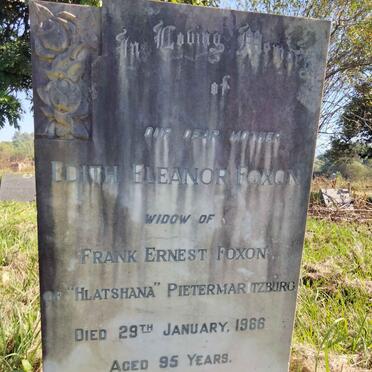 In Loving Memory
of
OUR DEAR MOTHER
EDITH ELEANOR FOXON
WIDOW OF
FRANK ERNEST FOXON
OF "HLATSHANA" PIETERMARITZBURG
DIED 29TH JANUARY, 1966
AGED 95 YEARS.